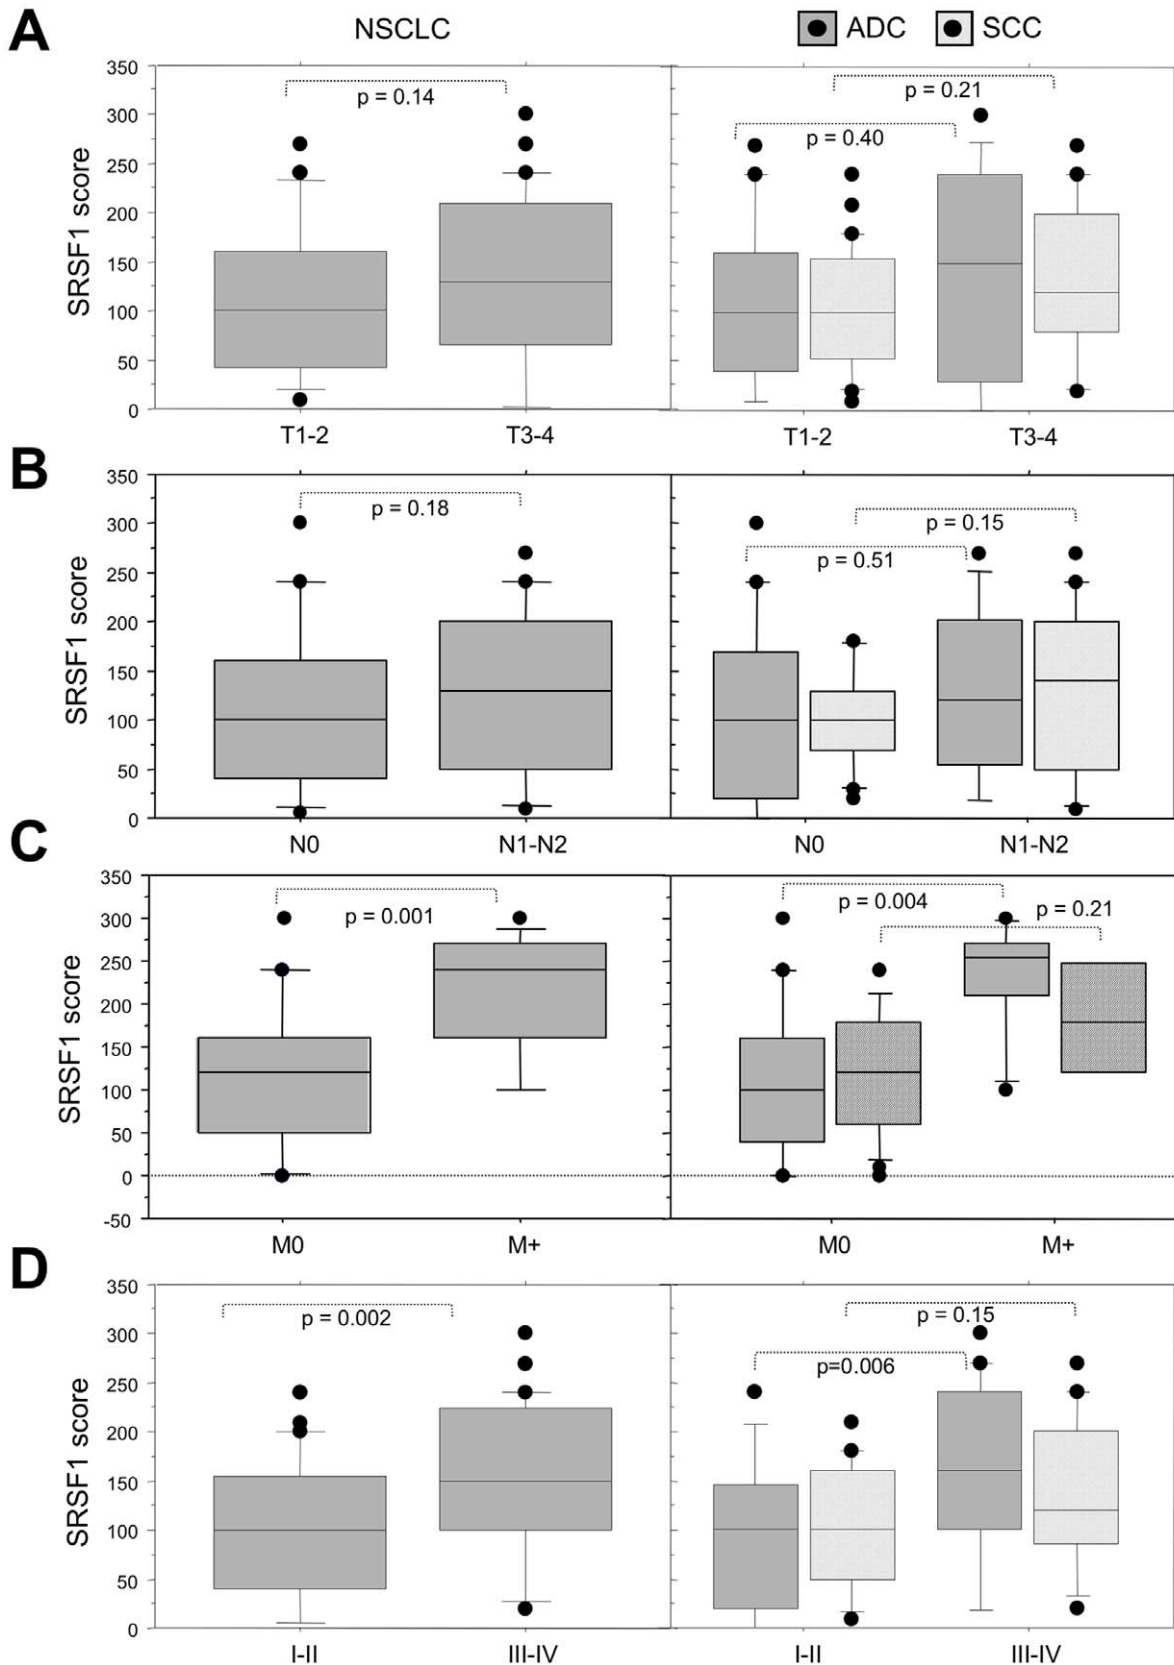 A
NSCLC
ADC SCC
350
300
250
200
150
100
50
0
SRSF1 score
p = 0.14
p = 0.21
p = 0.40
T1-2 T3-4 T1-2 T3-4
B
350
300
250
200
150
100
50
0
SRSF1 score
p = 0.18
p = 0.15
p = 0.51
N0 N1-N2 N0 N1-N2
C
350
300
250
200
150
100
50
0
-50
SRSF1 score
p = 0.001
p = 0.004
p = 0.21
M0 M+ M0 M+
D
350
300
250
200
150
100
50
0
SRSF1 score
p = 0.002
p = 0.15
p=0.006
I-II III-IV I-II III-IV